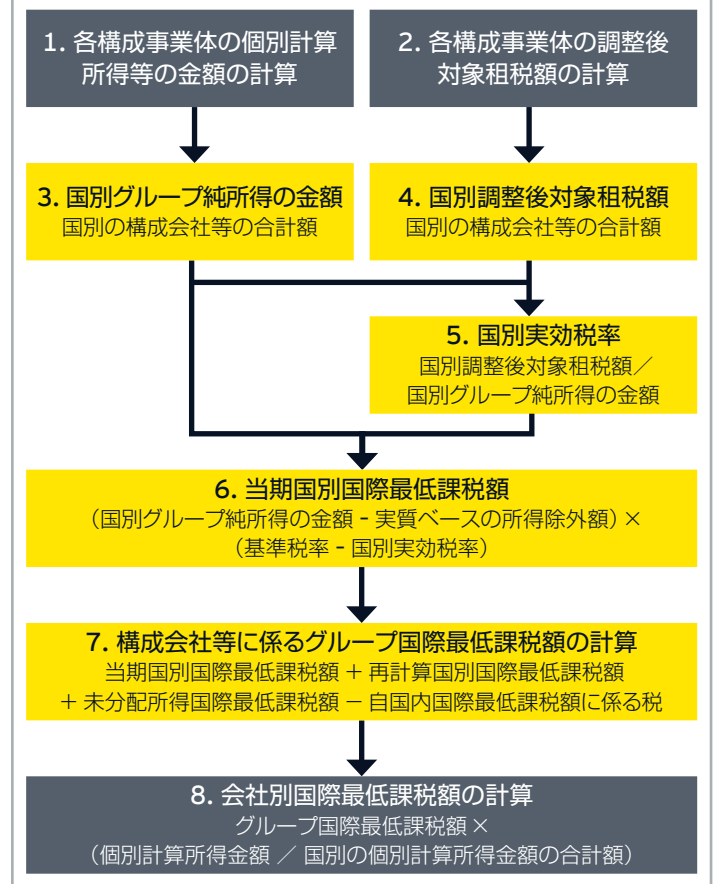 1. 各構成事業体の個別計算
所得等の金額の計算
2. 各構成事業体の調整後
対象租税額の計算
3. 国別グループ純所得の金額
国別の構成会社等の合計額
4. 国別調整後対象租税額
国別の構成会社等の合計額
5. 国別実効税率
国別調整後対象租税額／
国別グループ純所得の金額
6. 当期国別国際最低課税額
（国別グループ純所得の金額 - 実質ベースの所得除外額）×
（基準税率 - 国別実効税率）
7. 構成会社等に係るグループ国際最低課税額の計算
当期国別国際最低課税額 ＋ 再計算国別国際最低課税額
＋ 未分配所得国際最低課税額 － 自国内国際最低課税額に係る税
8. 会社別国際最低課税額の計算
グループ国際最低課税額 ×
（個別計算所得金額 ／ 国別の個別計算所得金額の合計額）